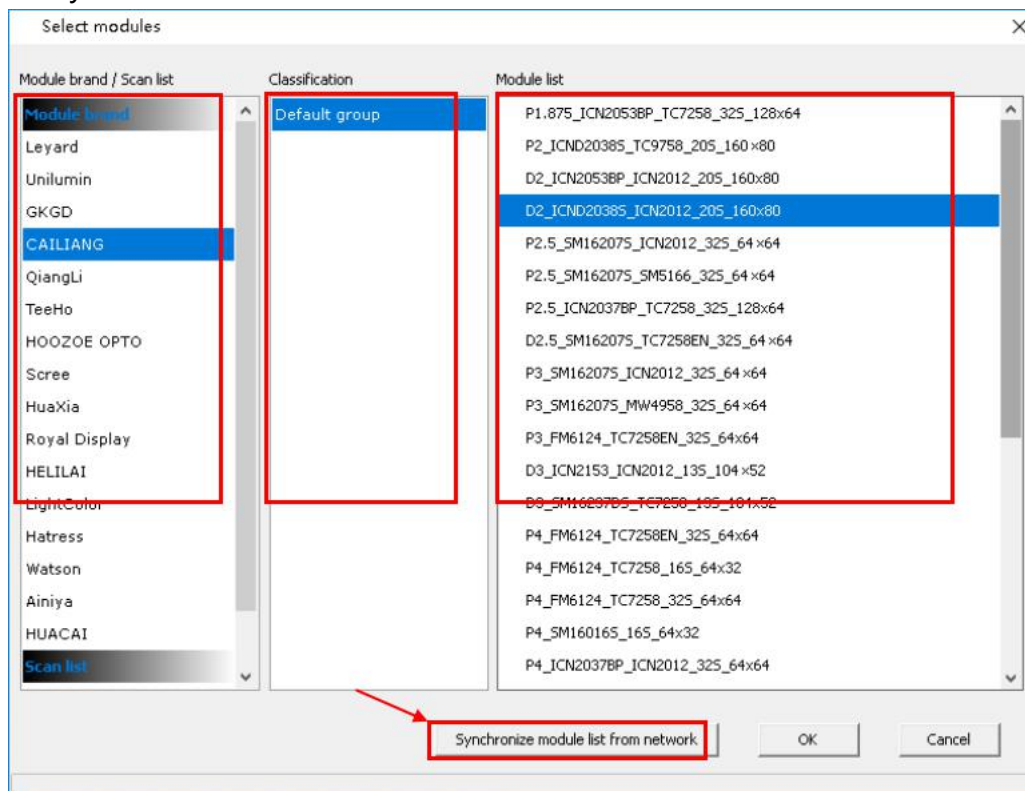 Select modules
Module brand / Scan list
Classification
Module list
Module brand
Leyard
Unilumin
GKGD
CAILIANG
QiangLi
TeeHo
HOOZOE OPTO
Scree
HuaXia
Royal Display
HELILAI
LightColor
Hatress
Watson
Ainiya
HUACAI
Scan list
Default group
P1.875_ICN2053BP_TC7258_32S_128x64
P2_ICND2038S_TC9758_20S_160×80
D2_ICN2053BP_ICN2012_20S_160x80
D2_ICND2038S_ICN2012_20S_160x80
P2.5_SM16207S_ICN2012_32S_64×64
P2.5_SM16207S_SM5166_32S_64×64
P2.5_ICN2037BP_TC7258_32S_128x64
D2.5_SM16207S_TC7258EN_32S_64×64
P3_SM16207S_ICN2012_32S_64×64
P3_SM16207S_MW4958_32S_64×64
P3_FM6124_TC7258EN_32S_64x64
D3_ICN2153_ICN2012_13S_104×52
D3_SM16237DS_TC7258_13S_104x52
P4_FM6124_TC7258EN_32S_64x64
P4_FM6124_TC7258_16S_64x32
P4_FM6124_TC7258_32S_64x64
P4_SM16016S_16S_64x32
P4_ICN2037BP_ICN2012_32S_64x64
Synchronize module list from network
OK
Cancel